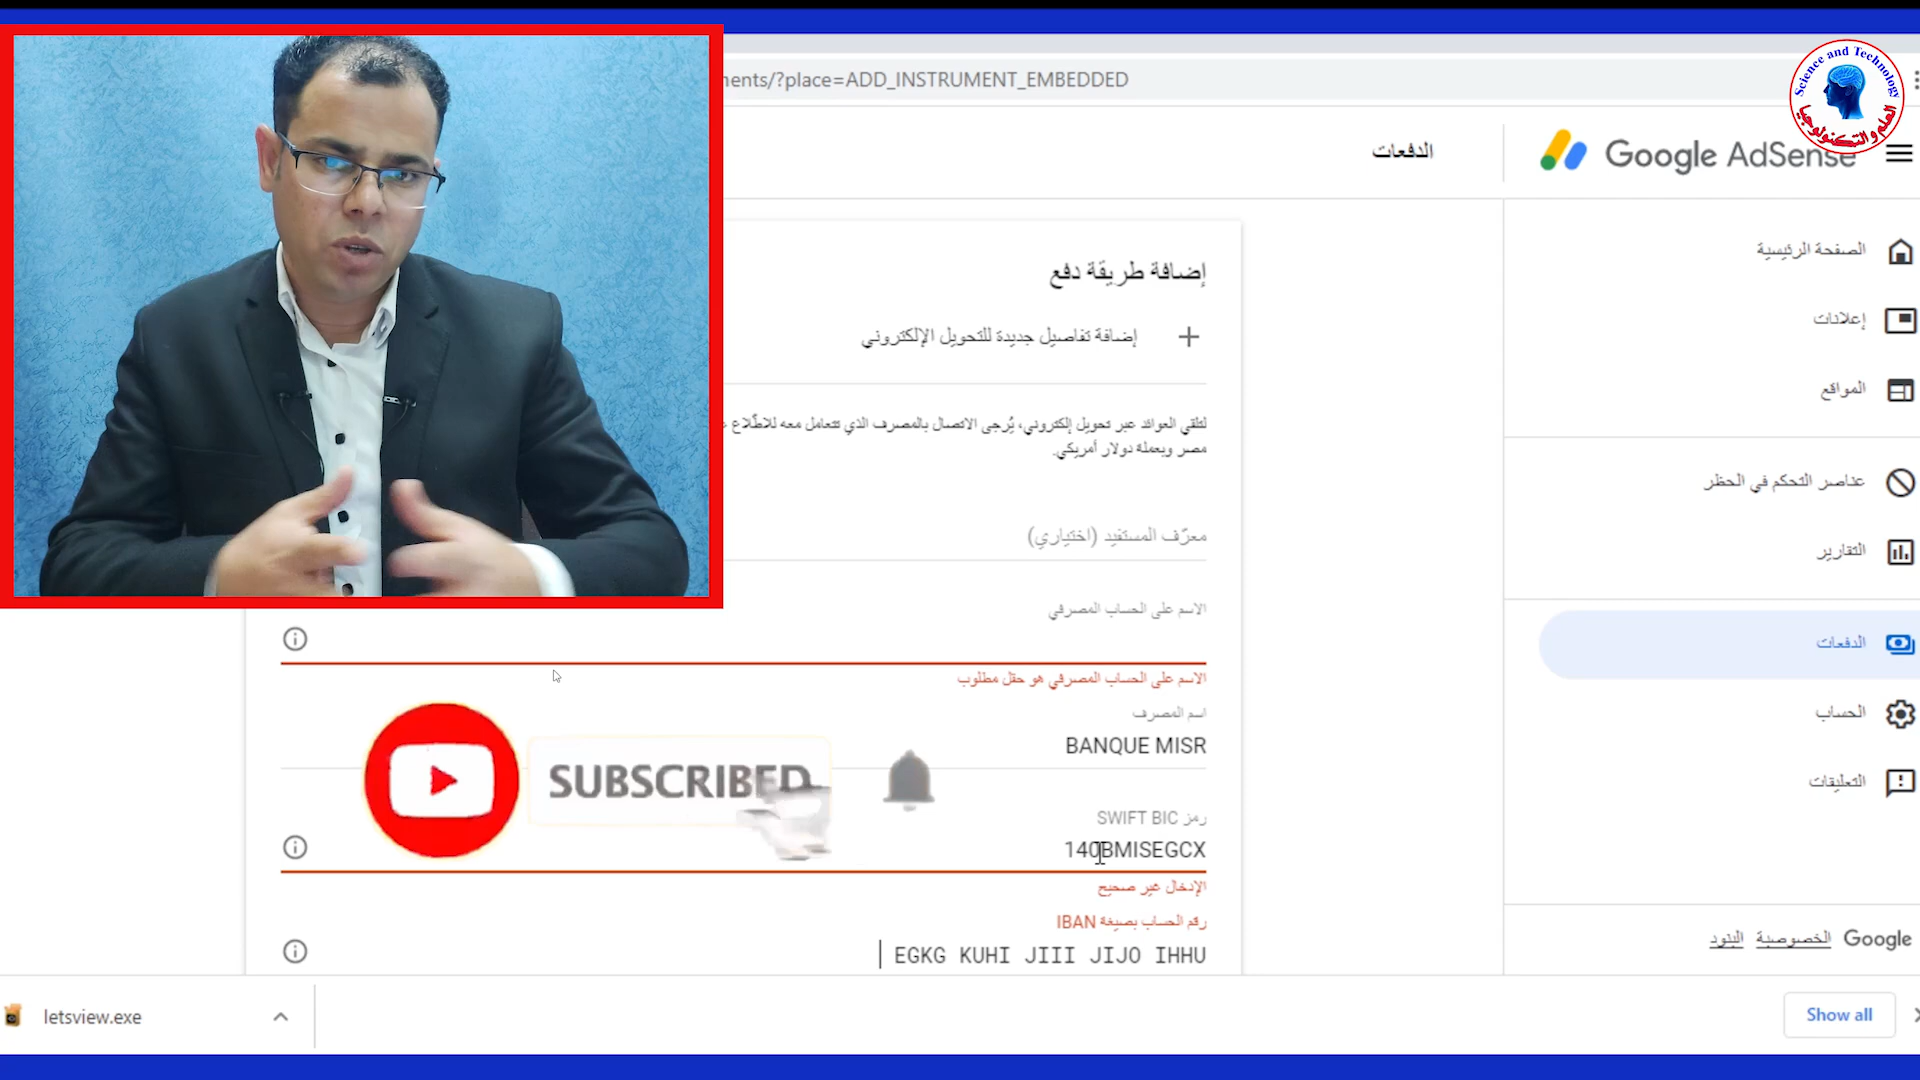 ments/?place=ADD_INSTRUMENT_EMBEDDED
Science and Technology
العلم والتكنولوجيا
Google AdSense
الدفعات
الصفحة الرئيسية
إعلانات
المواقع
عناصر التحكم في الحظر
التقارير
الدفعات
الحساب
التعليقات
Google الخصوصية البنود
إضافة طريقة دفع
إضافة تفاصيل جديدة للتحويل الإلكتروني
لتلقي العوائد عبر تحويل إلكتروني، يُرجى الاتصال بالمصرف الذي تتعامل معه للاطّلاع
مصر وبعملة دولار أمريكي.
معرّف المستفيد (اختياري)
الاسم على الحساب المصرفي
الاسم على الحساب المصرفي هو حقل مطلوب
اسم المصرف
BANQUE MISR
SUBSCRIBED
رمز SWIFT BIC
140BMISEGCX
الإدخال غير صحيح
رقم الحساب بصيغة IBAN
EGKG KUHI JIII JIJO IHHU
letsview.exe
Show all